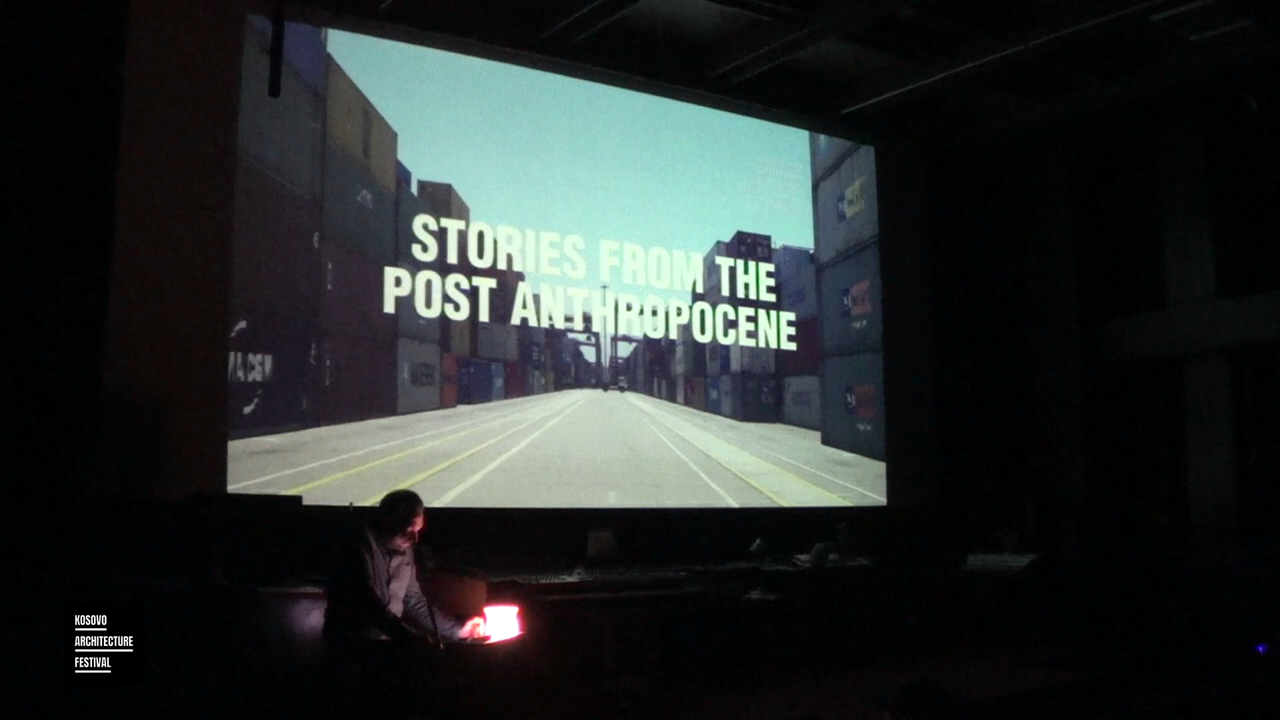 STORIES FROM THE
POST ANTHROPOCENE
KOSOVO
ARCHITECTURE
FESTIVAL